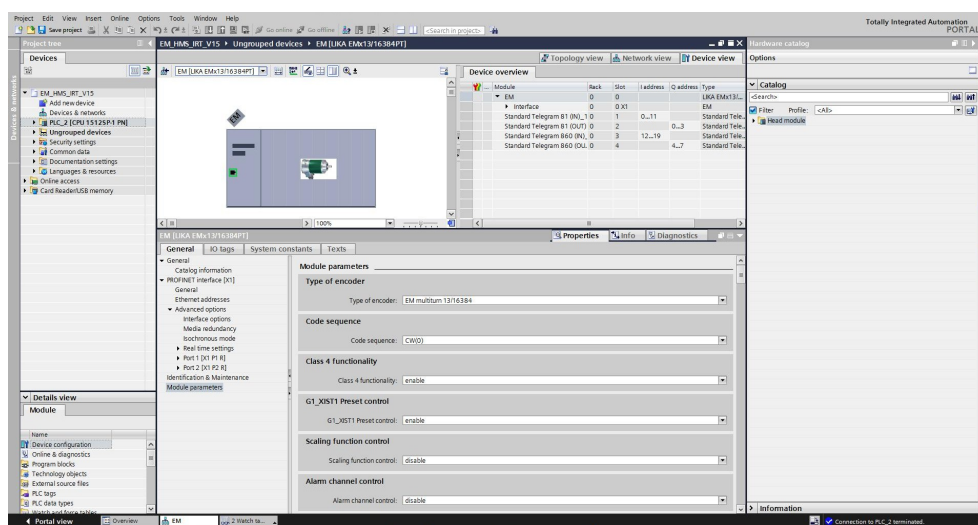 Project Edit View Insert Online Options Tools Window Help
Totally Integrated Automation
PORTAL
Save project Go online Go offline <Search in project>
Project tree
EM_HMS_IRT_V15 Ungrouped devices EM [LIKA EMx13/16384PT]
Hardware catalog
Devices
Topology view Network view Device view
Options
EM [LIKA EMx13/16384PT]
Device overview
Catalog
<Search>
Filter Profile: <All>
Head module
EM_HMS_IRT_V15
Add new device
Devices & networks
PLC_2 [CPU 1512SP-1 PN]
Ungrouped devices
Security settings
Common data
Documentation settings
Languages & resources
Online access
Card Reader/USB memory
Devices & networks
EM
Module Rack Slot I address Q address Type
EM 0 0 LIKA EMx13/...
Interface 0 0 X1 EM
Standard Telegram 81 (IN)_1 0 1 0...11 Standard Tele..
Standard Telegram 81 (OUT) 0 2 0...3 Standard Tele..
Standard Telegram 860 (IN)_ 0 3 12...19 Standard Tele..
Standard Telegram 860 (OU.. 0 4 4...7 Standard Tele..
100%
EM [LIKA EMx13/16384PT]
Properties Info Diagnostics
General IO tags System constants Texts
General
Catalog information
PROFINET interface [X1]
General
Ethernet addresses
Advanced options
Interface options
Media redundancy
Isochronous mode
Real time settings
Port 1 [X1 P1 R]
Port 2 [X1 P2 R]
Identification & Maintenance
Module parameters
Module parameters
Type of encoder
Type of encoder: EM multiturn 13/16384
Code sequence
Code sequence: CW(0)
Class 4 functionality
Class 4 functionality: enable
G1_XIST1 Preset control
G1_XIST1 Preset control: enable
Scaling function control
Scaling function control: disable
Alarm channel control
Alarm channel control: disable
Details view
Module
Name
Device configuration
Online & diagnostics
Program blocks
Technology objects
External source files
PLC tags
PLC data types
Watch and force tables
Information
Portal view Overview EM 2 Watch ta...
Connection to PLC_2 terminated.